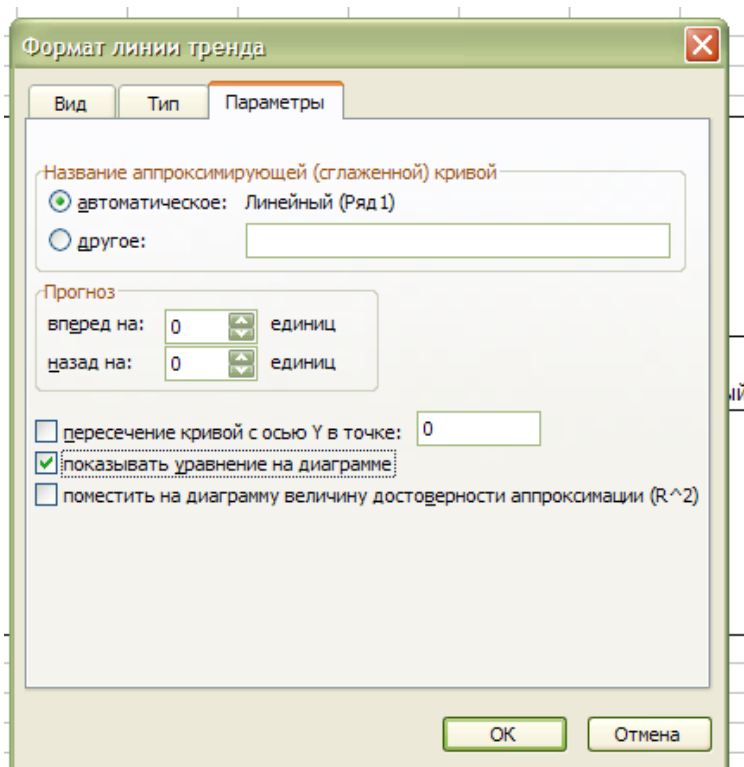 Формат линии тренда
Вид Тип Параметры
Название аппроксимирующей (сглаженной) кривой
автоматическое: Линейный (Ряд1)
другое:
Прогноз
вперед на: 0 единиц
назад на: 0 единиц
пересечение кривой с осью Y в точке: 0
показывать уравнение на диаграмме
поместить на диаграмму величину достоверности аппроксимации (R^2)
ОК Отмена